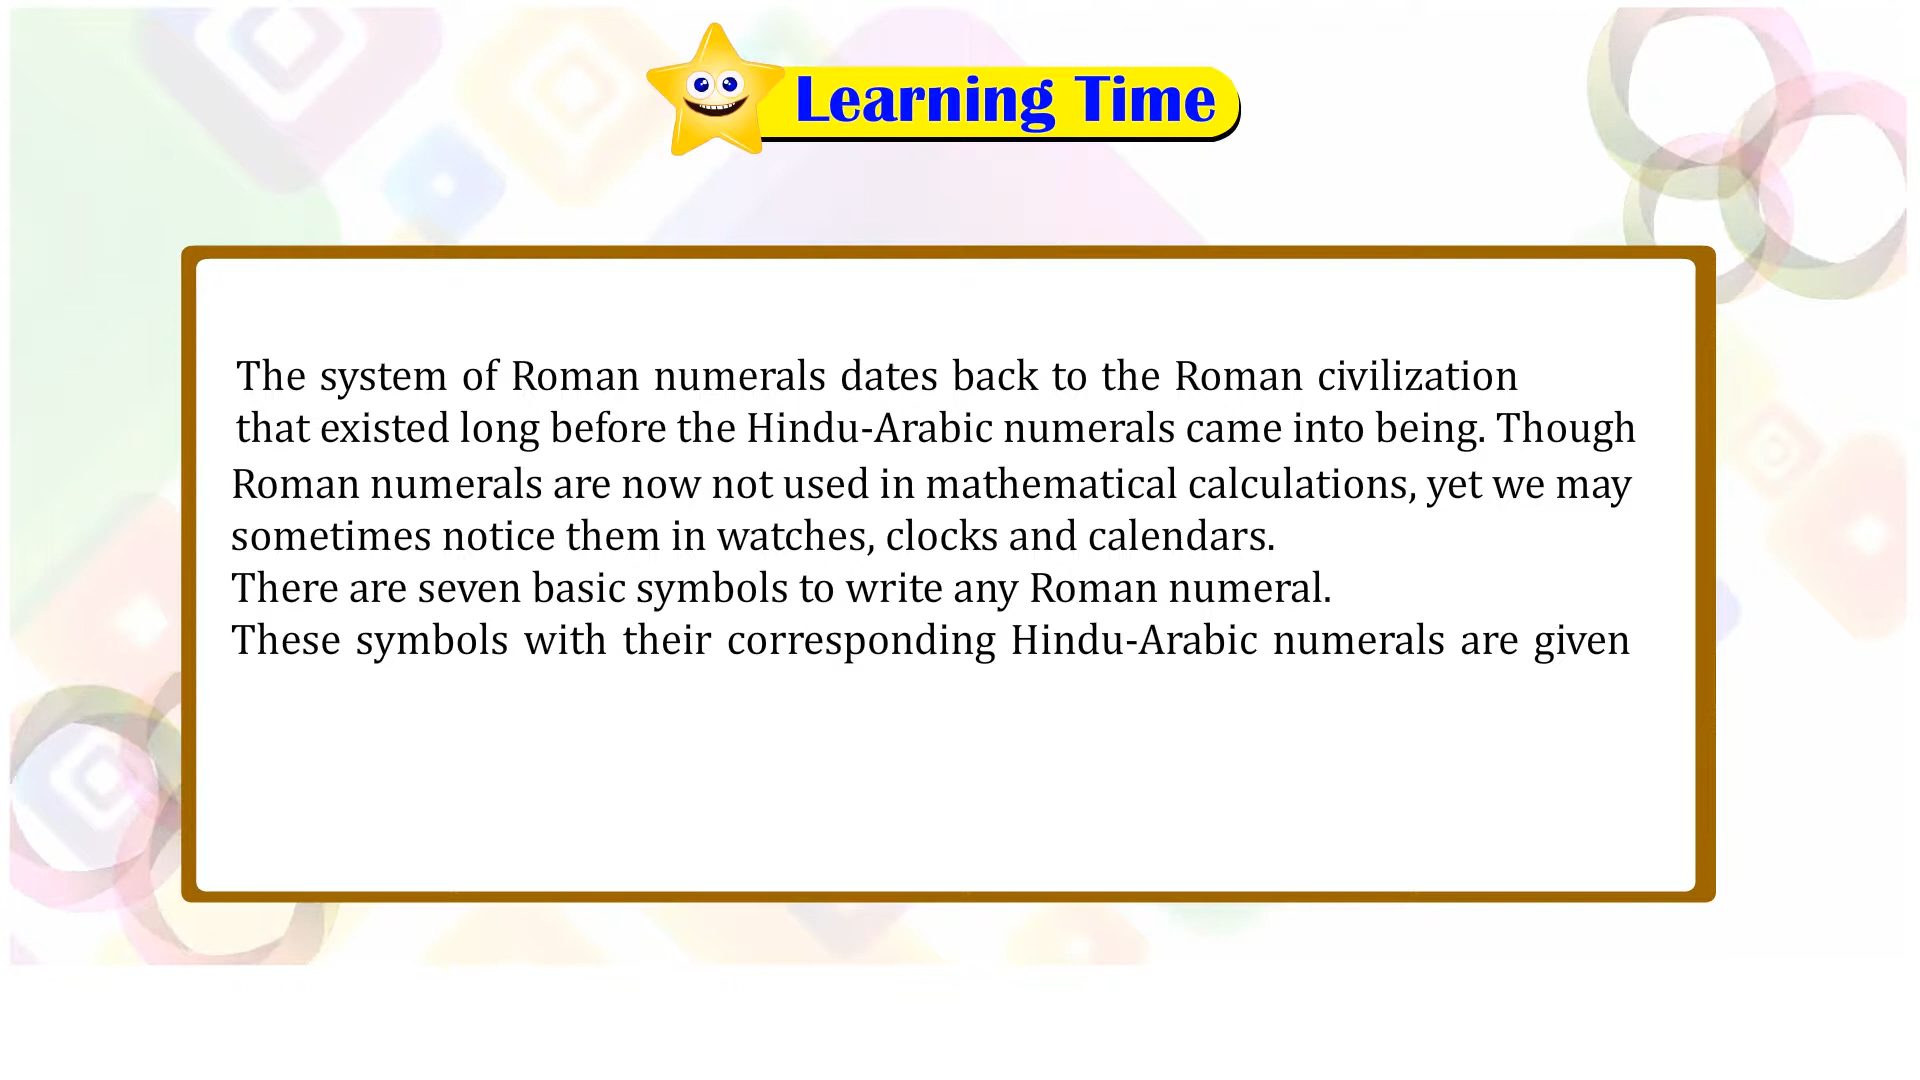 Learning Time
The system of Roman numerals dates back to the Roman civilization
that existed long before the Hindu-Arabic numerals came into being. Though
Roman numerals are now not used in mathematical calculations, yet we may
sometimes notice them in watches, clocks and calendars.
There are seven basic symbols to write any Roman numeral.
These symbols with their corresponding Hindu-Arabic numerals are given